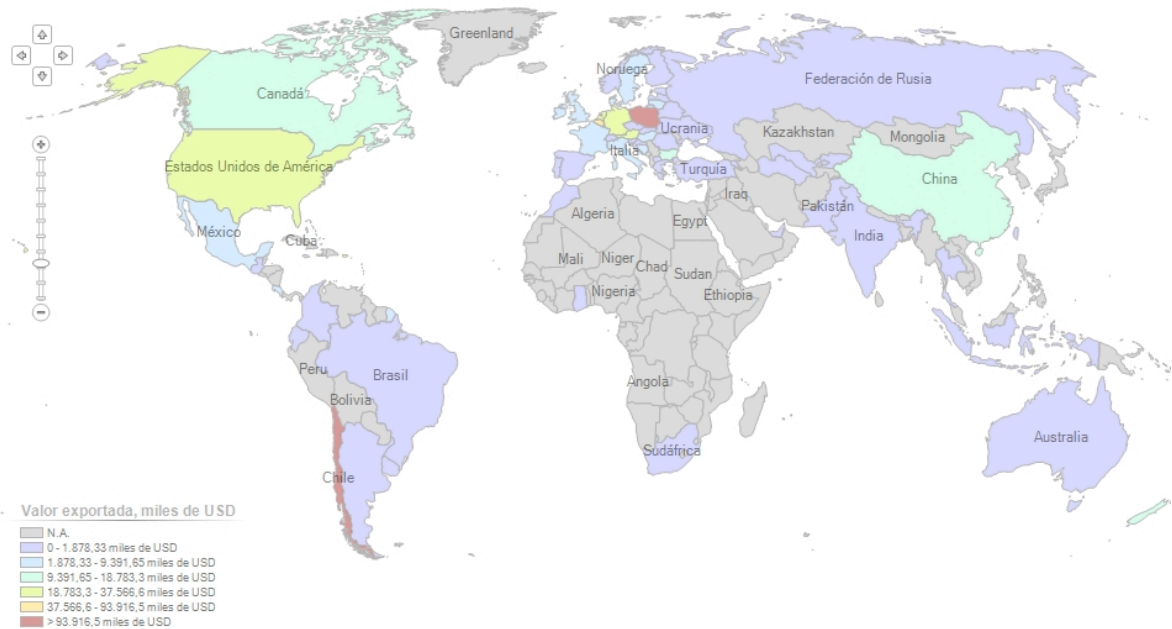 Greenland
Noruega
Federación de Rusia
Canadá
Ucrania
Kazakhstan
Mongolia
Italia
Estados Unidos de América
Turquía
China
Iraq
Pakistán
Algeria
Egypt
México
Cuba
India
Mali
Niger
Chad
Sudan
Nigeria
Ethiopia
Peru
Brasil
Angola
Bolivia
Australia
Sudáfrica
Chile
Valor exportada, miles de USD
N.A.
0 - 1.878,33 miles de USD
1.878,33 - 9.391,65 miles de USD
9.391,65 - 18.783,3 miles de USD
18.783,3 - 37.566,6 miles de USD
37.566,6 - 93.916,5 miles de USD
> 93.916,5 miles de USD